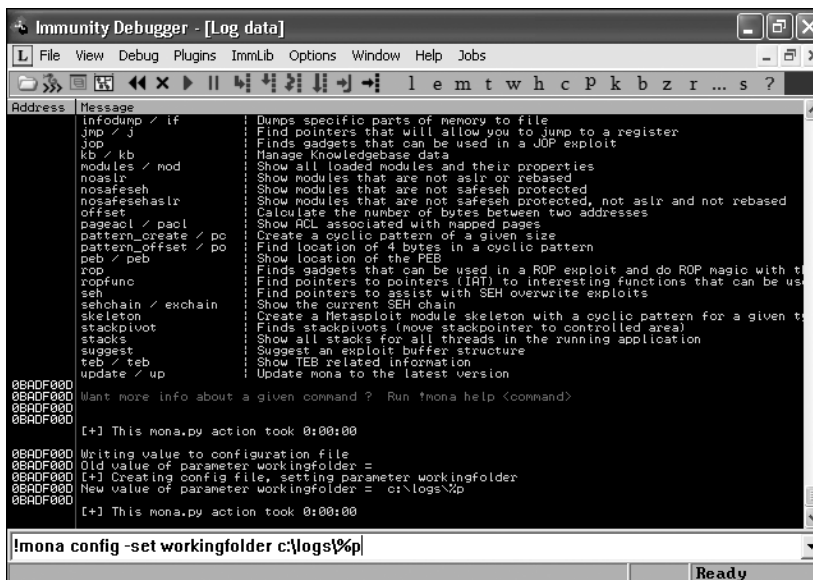 Immunity Debugger - [Log data]
L File View Debug Plugins ImmLib Options Window Help Jobs
l e m t w h c P k b z r ... s ?
Address Message
infodump / if | Dumps specific parts of memory to file
jmp / j | Find pointers that will allow you to jump to a register
jop | Finds gadgets that can be used in a JOP exploit
kb / kb | Manage Knowledgebase data
modules / mod | Show all loaded modules and their properties
noaslr | Show modules that are not aslr or rebased
nosafeseh | Show modules that are not safeseh protected
nosafesehaslr | Show modules that are not safeseh protected, not aslr and not rebased
offset | Calculate the number of bytes between two addresses
pageacl / pacl | Show ACL associated with mapped pages
pattern_create / pc | Create a cyclic pattern of a given size
pattern_offset / po | Find location of 4 bytes in a cyclic pattern
peb / peb | Show location of the PEB
rop | Finds gadgets that can be used in a ROP exploit and do ROP magic with th
ropfunc | Find pointers to pointers (IAT) to interesting functions that can be use
seh | Find pointers to assist with SEH overwrite exploits
sehchain / exchain | Show the current SEH chain
skeleton | Create a Metasploit module skeleton with a cyclic pattern for a given ty
stackpivot | Finds stackpivots (move stackpointer to controlled area)
stacks | Show all stacks for all threads in the running application
suggest | Suggest an exploit buffer structure
teb / teb | Show TEB related information
update / up | Update mona to the latest version
0BADF00D
0BADF00D Want more info about a given command ? Run !mona help <command>
0BADF00D
0BADF00D
[+] This mona.py action took 0:00:00
0BADF00D Writing value to configuration file
0BADF00D Old value of parameter workingfolder =
0BADF00D [+] Creating config file, setting parameter workingfolder
0BADF00D New value of parameter workingfolder = c:\logs\%p
0BADF00D
[+] This mona.py action took 0:00:00
!mona config -set workingfolder c:\logs\%p
Ready